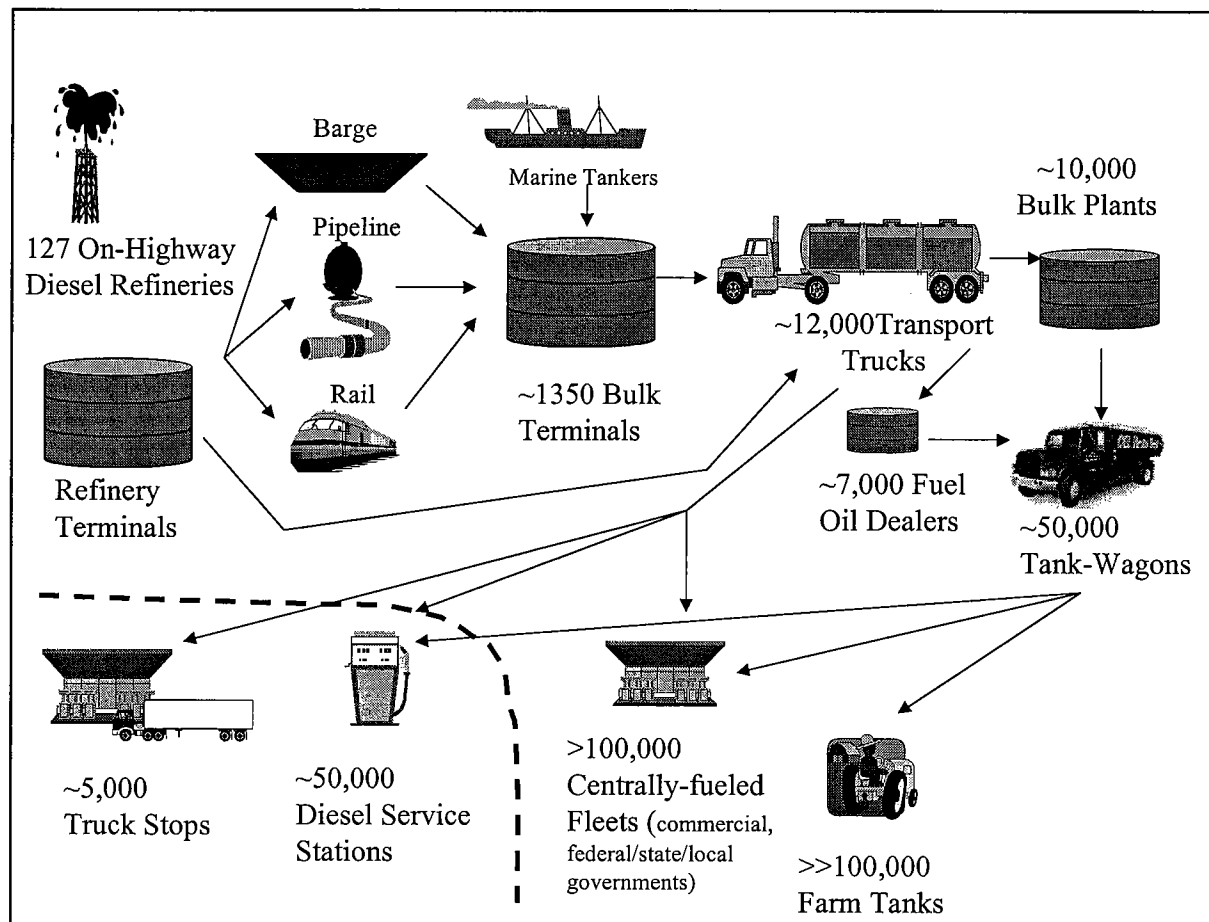 Barge
Marine Tankers
~10,000
Bulk Plants
127 On-Highway
Diesel Refineries
Pipeline
~12,000Transport
Trucks
Rail
~1350 Bulk
Terminals
Refinery
Terminals
~7,000 Fuel
Oil Dealers
~50,000
Tank-Wagons
~5,000
Truck Stops
~50,000
Diesel Service
Stations
>100,000
Centrally-fueled
Fleets (commercial,
federal/state/local
governments)
>>100,000
Farm Tanks